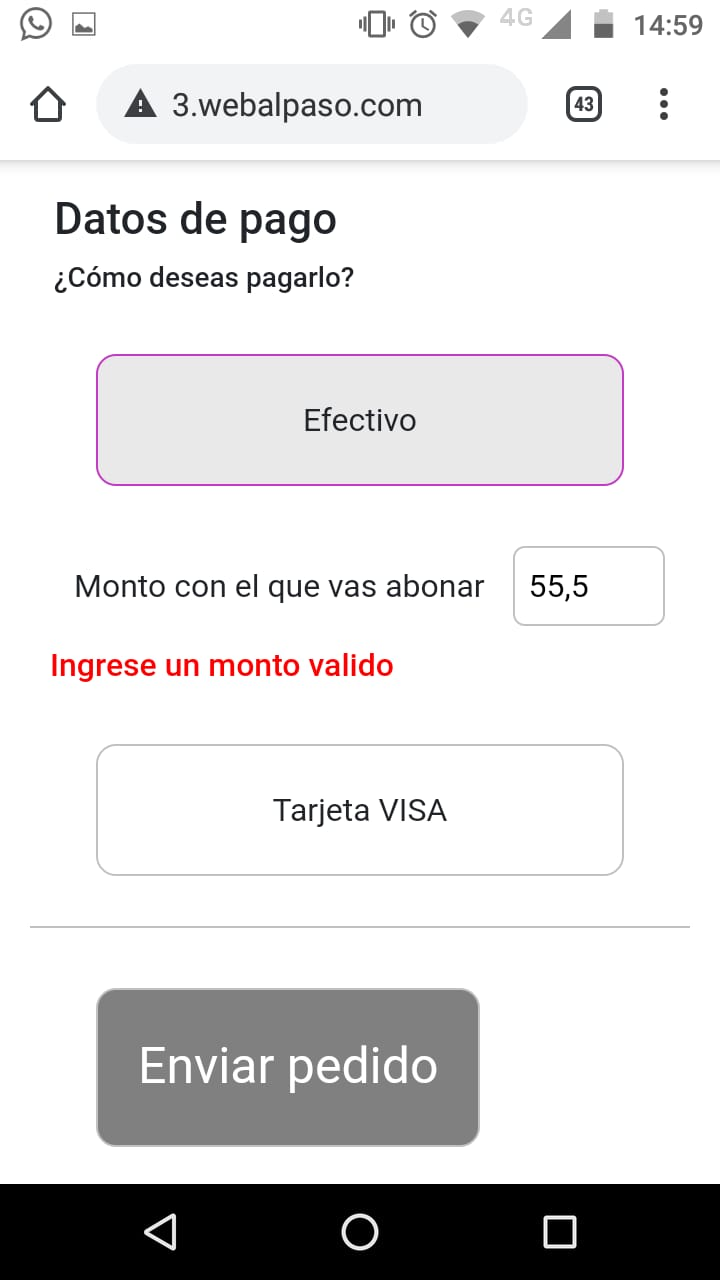 4G 14:59
3.webalpaso.com 43
Datos de pago
¿Cómo deseas pagarlo?
Efectivo
Monto con el que vas abonar 55,5
Ingrese un monto valido
Tarjeta VISA
Enviar pedido